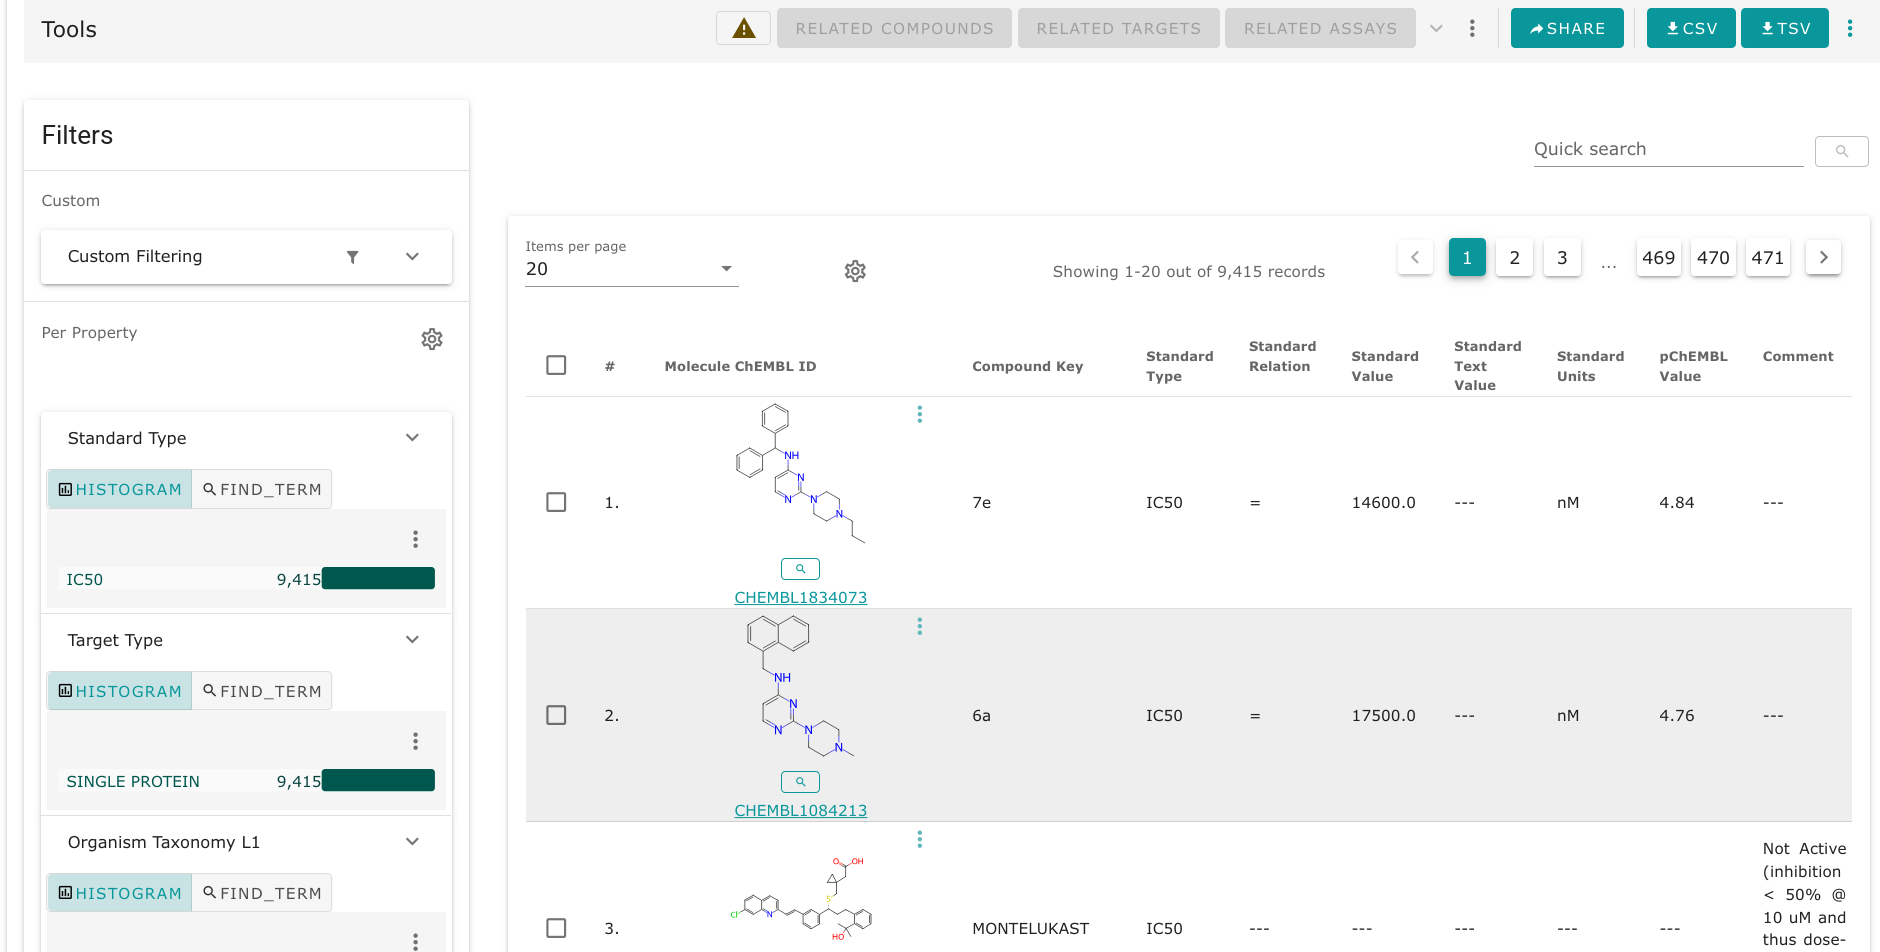 Tools
RELATED COMPOUNDS
RELATED TARGETS
RELATED ASSAYS
SHARE
CSV
TSV
Filters
Custom
Custom Filtering
Per Property
Standard Type
HISTOGRAM
FIND_TERM
IC50 9,415
Target Type
HISTOGRAM
FIND_TERM
SINGLE PROTEIN 9,415
Organism Taxonomy L1
HISTOGRAM
FIND_TERM
Quick search
Items per page
20
Showing 1-20 out of 9,415 records
1 2 3 ... 469 470 471
# Molecule ChEMBL ID Compound Key Standard Type Standard Relation Standard Value Standard Text Value Standard Units pChEMBL Value Comment
NH
N
N
N
N
1. 7e IC50 = 14600.0 --- nM 4.84 ---
CHEMBL1834073
NH
N
N
N
N
2. 6a IC50 = 17500.0 --- nM 4.76 ---
CHEMBL1084213
O OH
S
Cl
N
HO
3. MONTELUKAST IC50 --- --- --- --- ---
Not Active
(inhibition
< 50% @
10 uM and
thus dose-